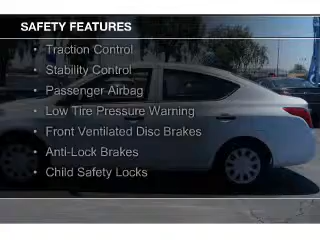 SAFETY FEATURES
• Traction Control
• Stability Control
• Passenger Airbag
• Low Tire Pressure Warning
• Front Ventilated Disc Brakes
• Anti-Lock Brakes
• Child Safety Locks